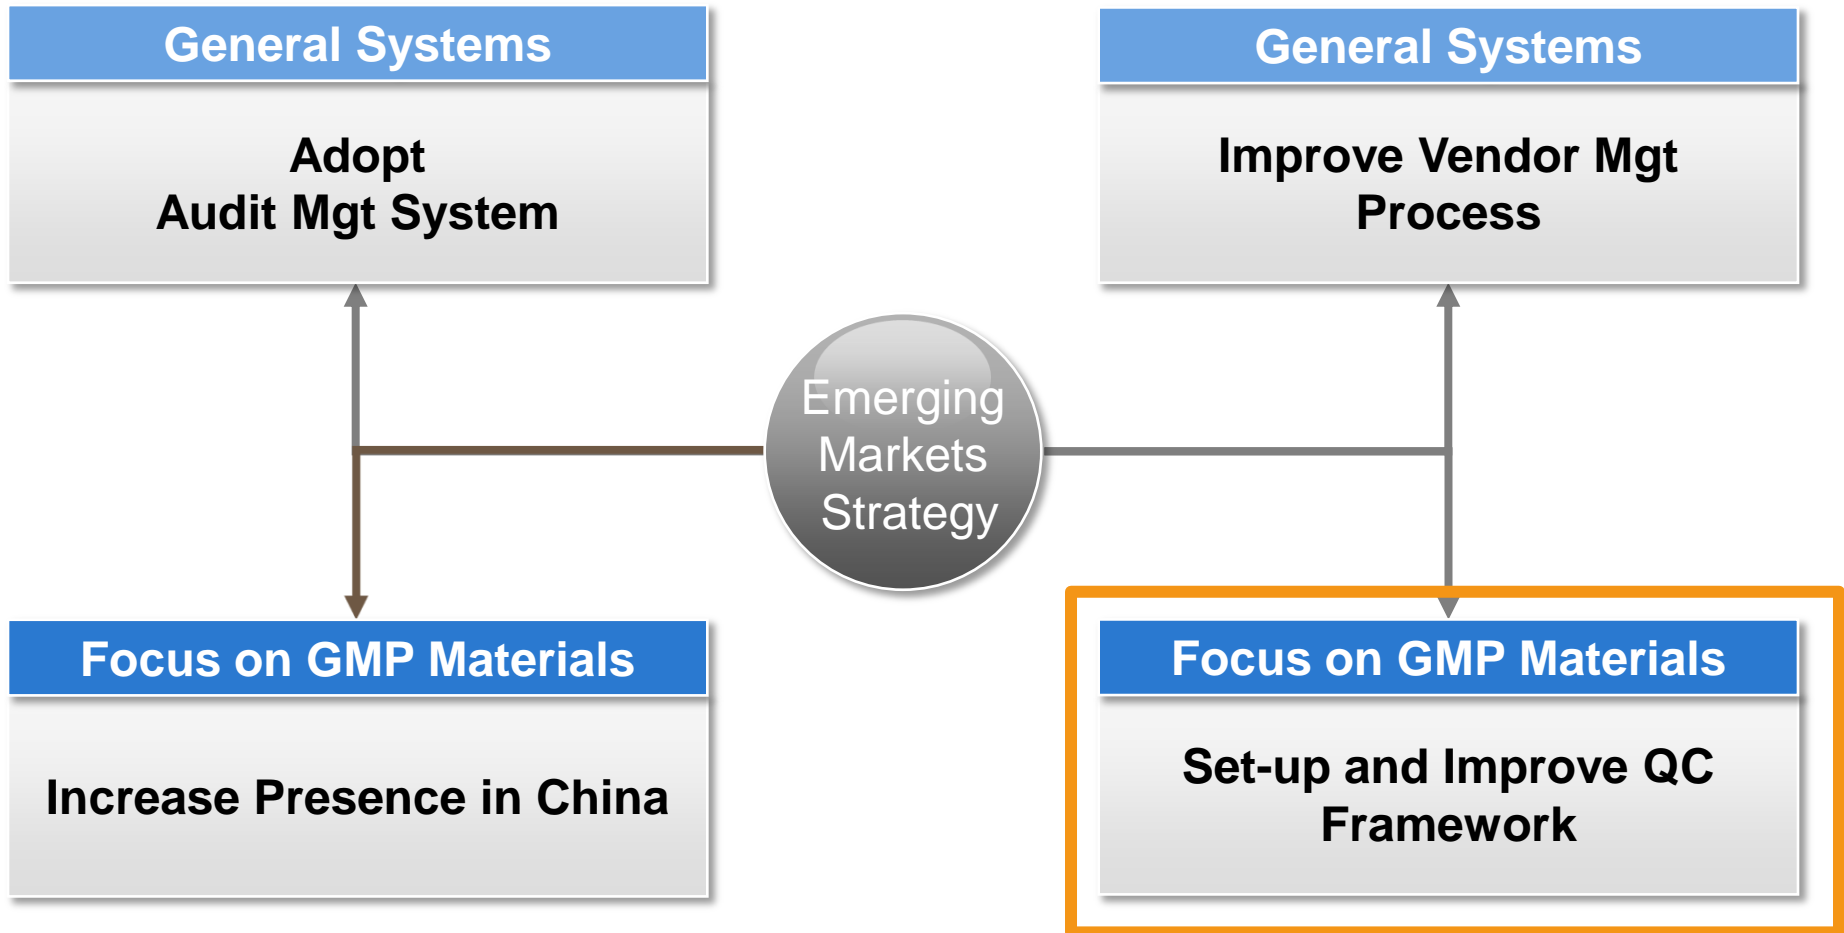 General Systems
Adopt
Audit Mgt System
General Systems
Improve Vendor Mgt
Process
Emerging
Markets
Strategy
Focus on GMP Materials
Increase Presence in China
Focus on GMP Materials
Set-up and Improve QC
Framework